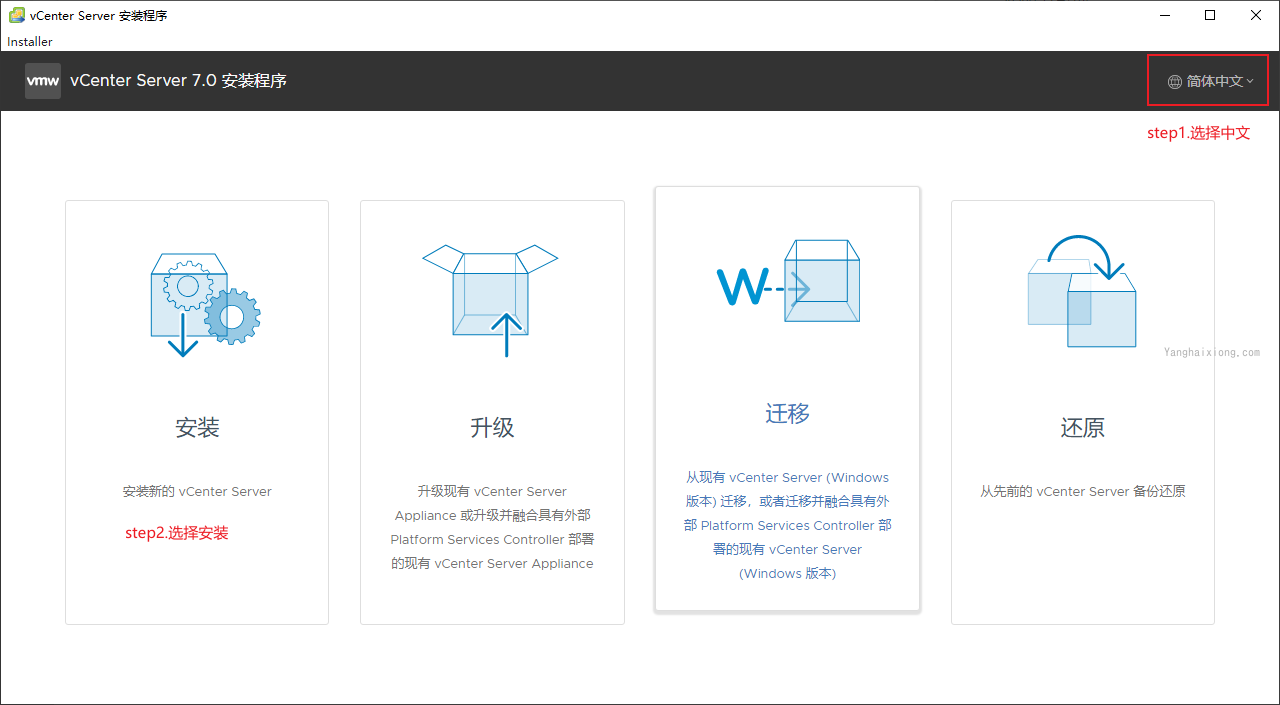 vCenter Server 安装程序
Installer
vmw
vCenter Server 7.0 安装程序
简体中文
step1.选择中文
安装
安装新的 vCenter Server
step2.选择安装
升级
升级现有 vCenter Server
Appliance 或升级并融合具有外部
Platform Services Controller 部署
的现有 vCenter Server Appliance
W
迁移
从现有 vCenter Server (Windows
版本) 迁移，或者迁移并融合具有外
部 Platform Services Controller 部
署的现有 vCenter Server
(Windows 版本)
还原
从先前的 vCenter Server 备份还原
Yanghaixiong.com